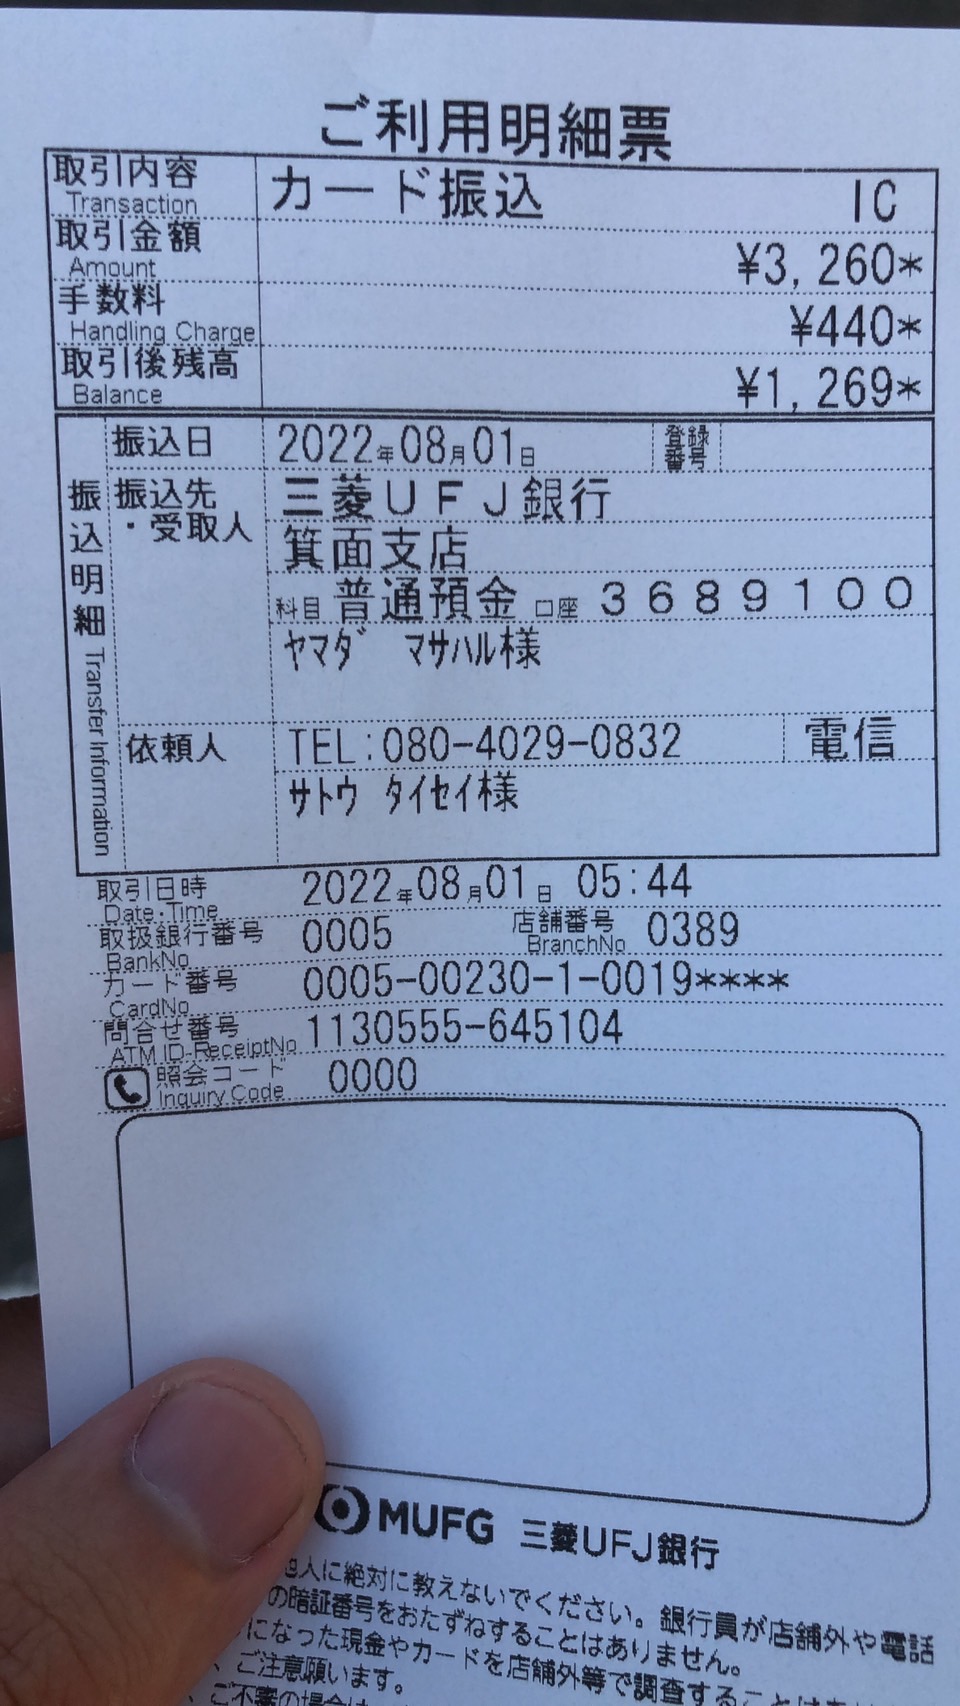 ご利用明細票
取引内容 カード振込 IC
Transaction
取引金額 ¥3,260*
Amount
手数料 ¥440*
Handling Charge
取引後残高 ¥1,269*
Balance
振込明細 Transfer Information
振込日 2022年08月01日 登録番号
振込先 三菱UFJ銀行
・受取人
箕面支店
科目 普通預金 口座 3689100
ヤマダ マサハル様
依頼人 TEL:080-4029-0832 電信
サトウ タイセイ様
取引日時 2022年08月01日 05:44
Date・Time
取扱銀行番号 0005 店舗番号 0389
BankNo BranchNo
カード番号 0005-00230-1-0019****
CardNo
問合せ番号 1130555-645104
ATM ID-ReceiptNo
照会コード 0000
Inquiry Code
MUFG 三菱UFJ銀行
人に絶対に教えないでください。銀行員が店舗外や電話
の暗証番号をおたずねすることはありません。
になった現金やカードを店舗外等で調査することは
、ご注意願います。
、ご不審の場合は